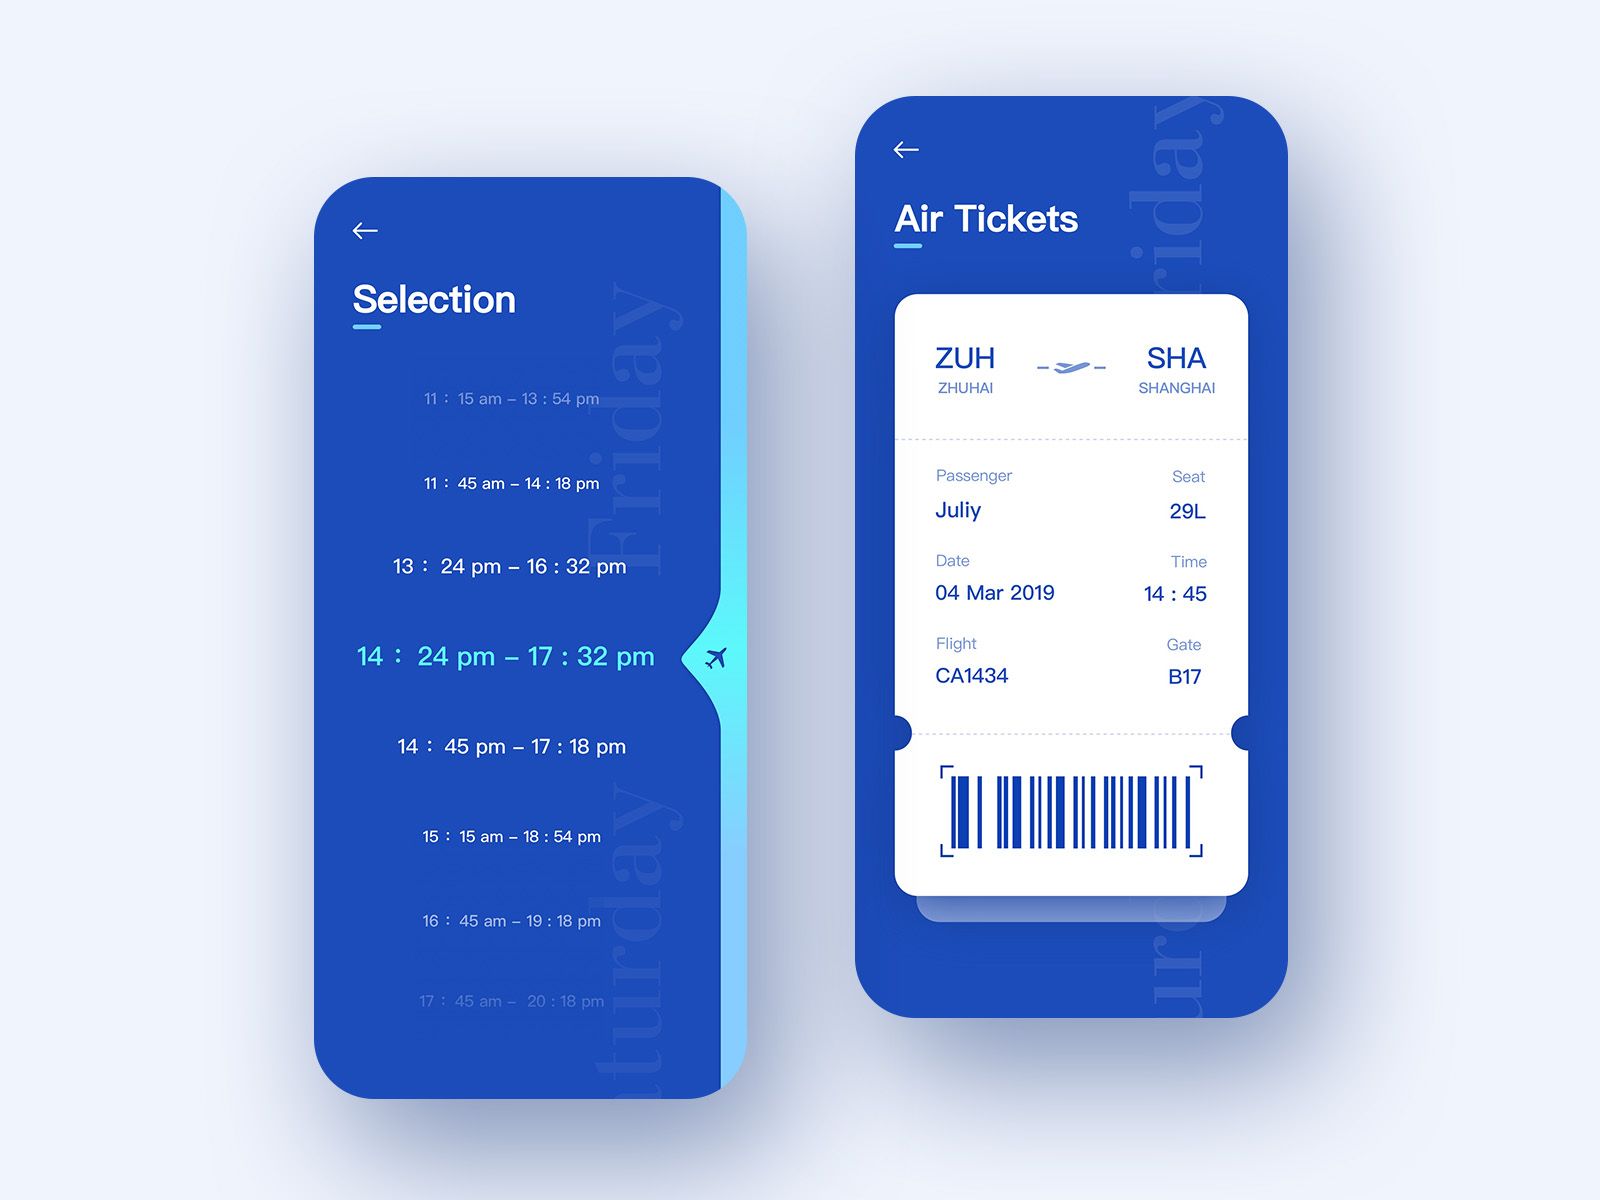 Selection
11 : 15 am – 13 : 54 pm
11 : 45 am – 14 : 18 pm
13 : 24 pm – 16 : 32 pm
14 : 24 pm – 17 : 32 pm
14 : 45 pm – 17 : 18 pm
15 : 15 am – 18 : 54 pm
16 : 45 am – 19 : 18 pm
17 : 45 am – 20 : 18 pm
Friday
aturday
Air Tickets
ZUH SHA
ZHUHAI SHANGHAI
Passenger Seat
Juliy 29L
Date Time
04 Mar 2019 14 : 45
Flight Gate
CA1434 B17
riday
ur